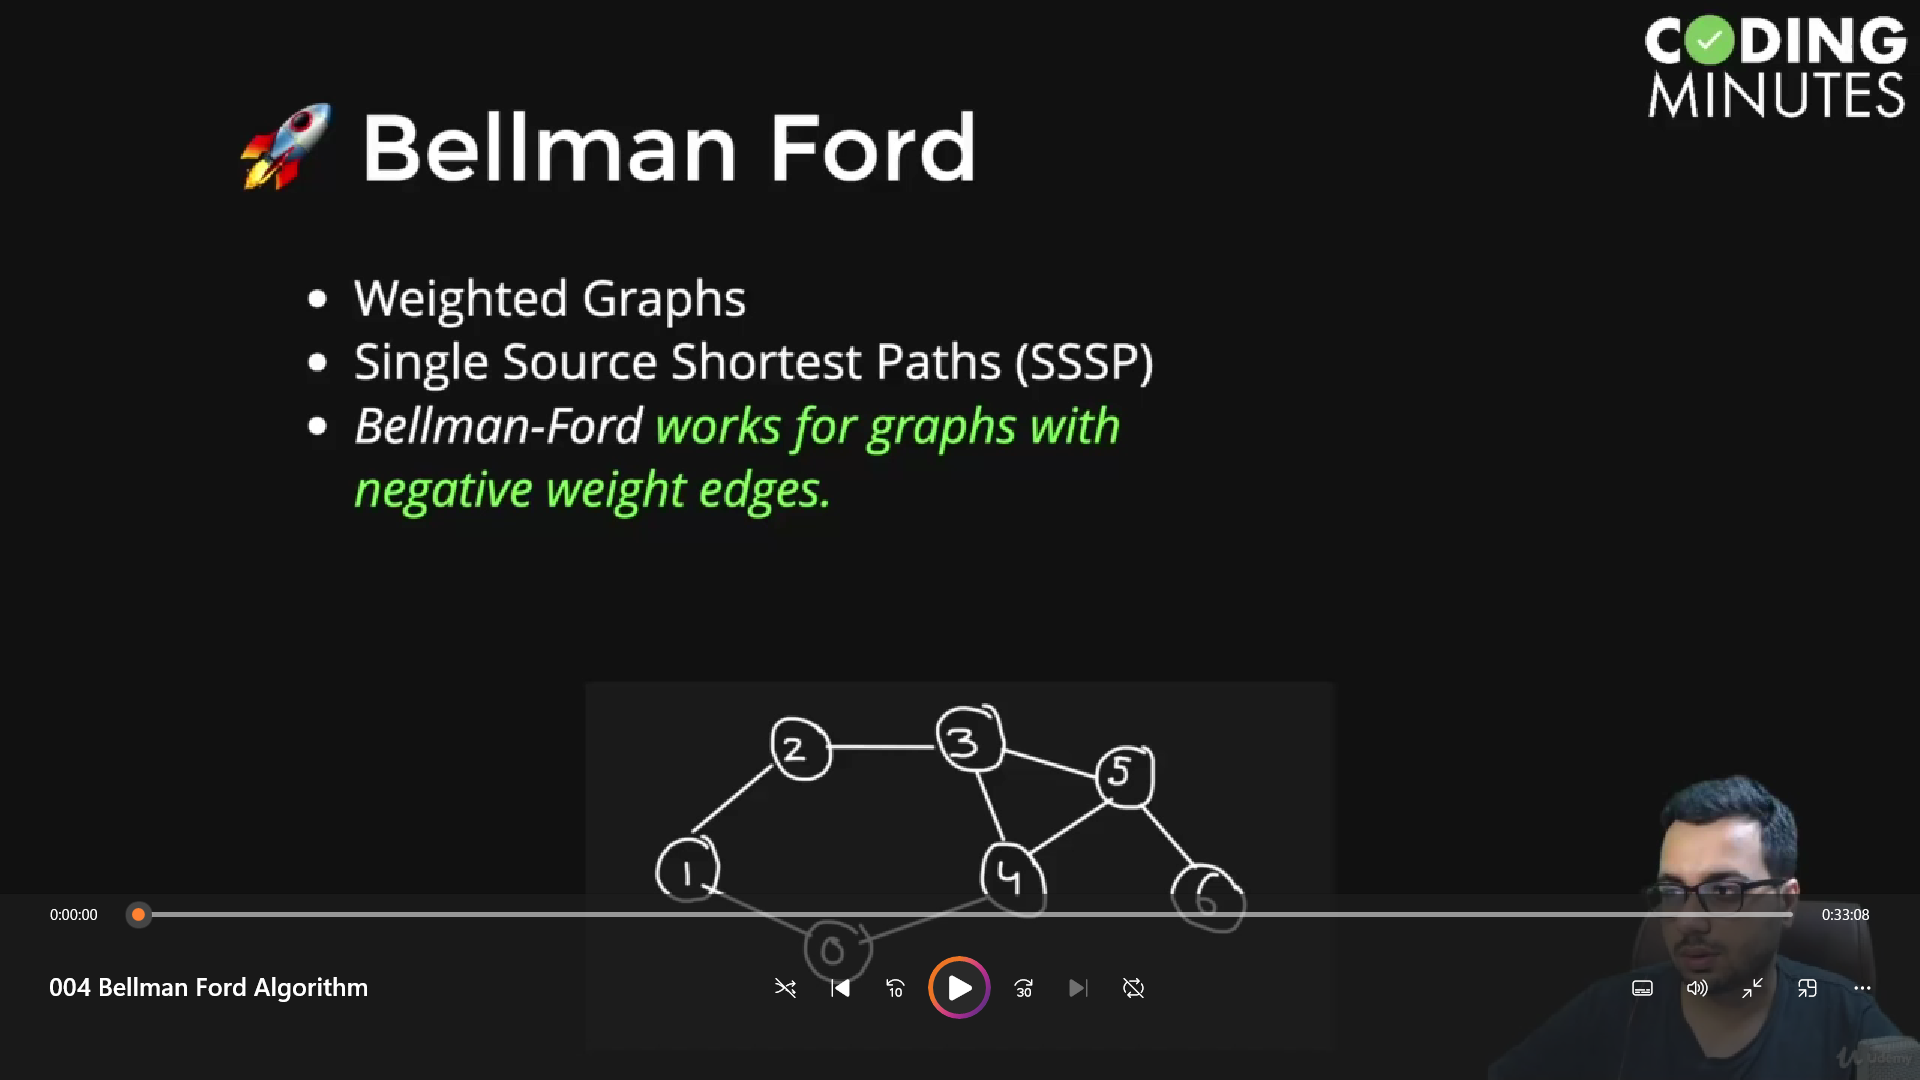 CODING
MINUTES
🚀 Bellman Ford
• Weighted Graphs
• Single Source Shortest Paths (SSSP)
• Bellman-Ford works for graphs with
negative weight edges.
2
3
5
1
4
6
0
0:00:00
0:33:08
004 Bellman Ford Algorithm
10
30
Udemy